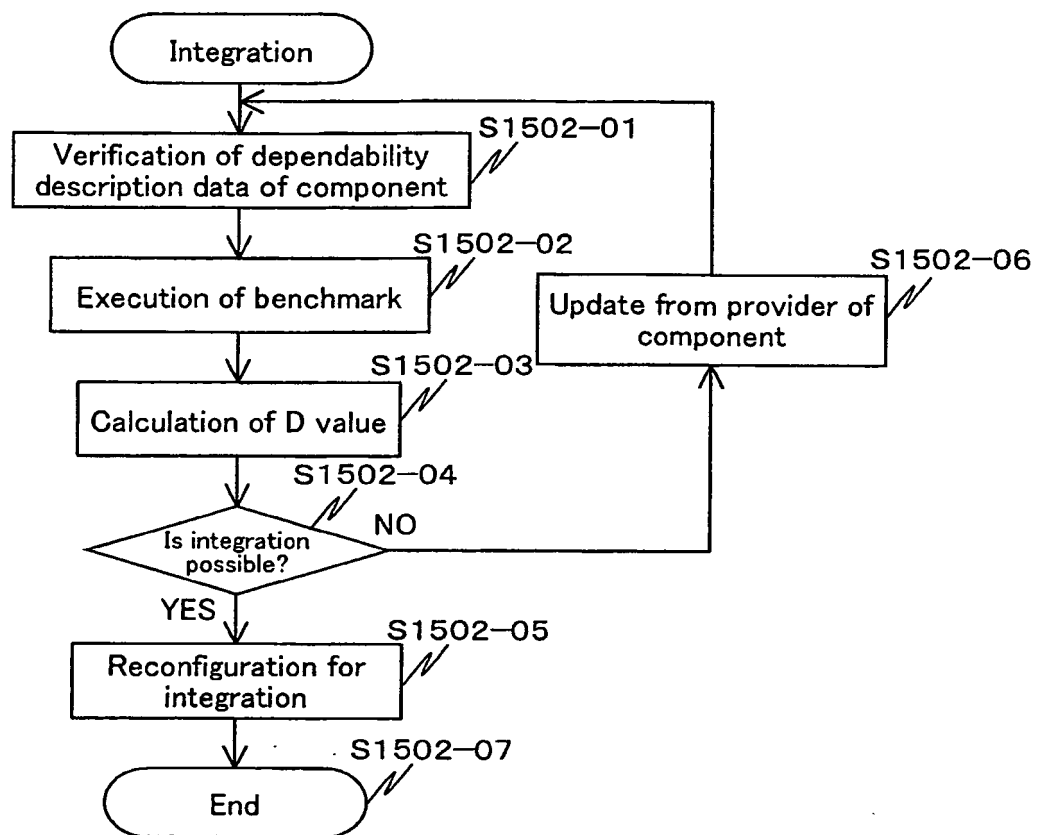 Integration
S1502-01
Verification of dependability
description data of component
S1502-02
Execution of benchmark
S1502-06
Update from provider of
component
S1502-03
Calculation of D value
S1502-04
NO
Is integration
possible?
YES
S1502-05
Reconfiguration for
integration
S1502-07
End